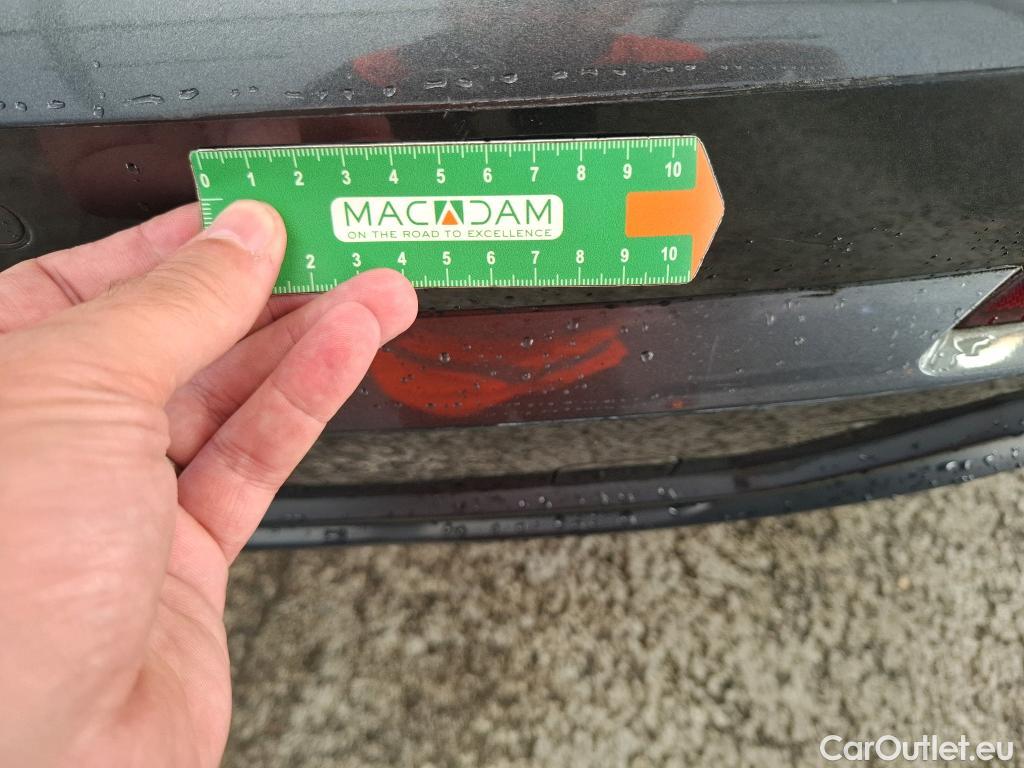 0 1 2 3 4 5 6 7 8 9 10
MACADAM
ON THE ROAD TO EXCELLENCE
2 3 4 5 6 7 8 9 10
CarOutlet.eu